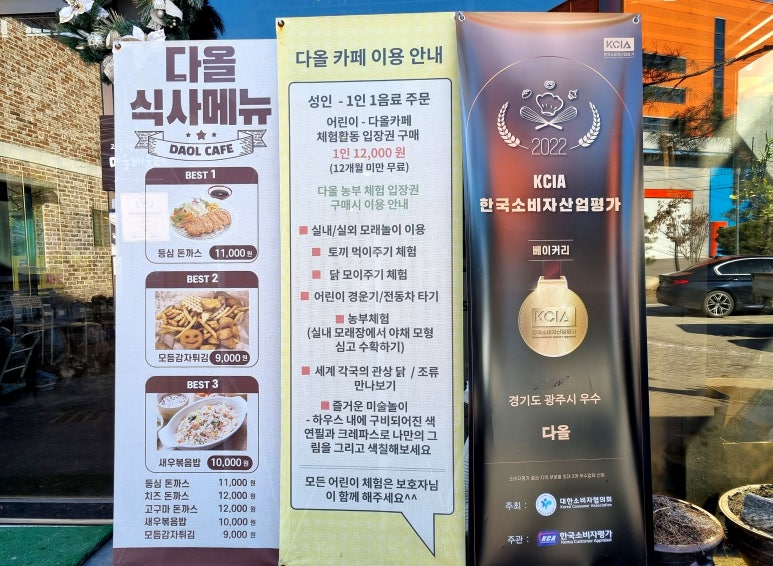 다올
식사메뉴
DAOL CAFE
BEST 1
등심 돈까스 11,000원
BEST 2
모듬감자튀김 9,000원
BEST 3
새우볶음밥 10,000원
등심 돈까스 11,000원
치즈 돈까스 12,000원
고구마 돈까스 12,000원
새우볶음밥 10,000원
모듬감자튀김 9,000원
다올 카페 이용 안내
성인 - 1인 1음료 주문
어린이 - 다올카페
체험활동 입장권 구매
1인 12,000 원
(12개월 미만 무료)
다올 농부 체험 입장권
구매시 이용 안내
실내/실외 모래놀이 이용
토끼 먹이주기 체험
닭 모이주기 체험
어린이 경운기/전동차 타기
농부체험
(실내 모래장에서 야채 모형
심고 수확하기)
세계 각국의 관상 닭 / 조류
만나보기
즐거운 미술놀이
- 하우스 내에 구비되어진 색
연필과 크레파스로 나만의 그
림을 그리고 색칠해보세요
모든 어린이 체험은 보호자님
이 함께 해주세요^^
KCIA
2022
KCIA
한국소비자산업평가
베이커리
KCIA
한국소비자산업평가
경기도 광주시 우수
다올
주최 : 대한소비자협의회
Korea Consumer Association
주관 : KCA 한국소비자평가
Korea Customer Appraisal